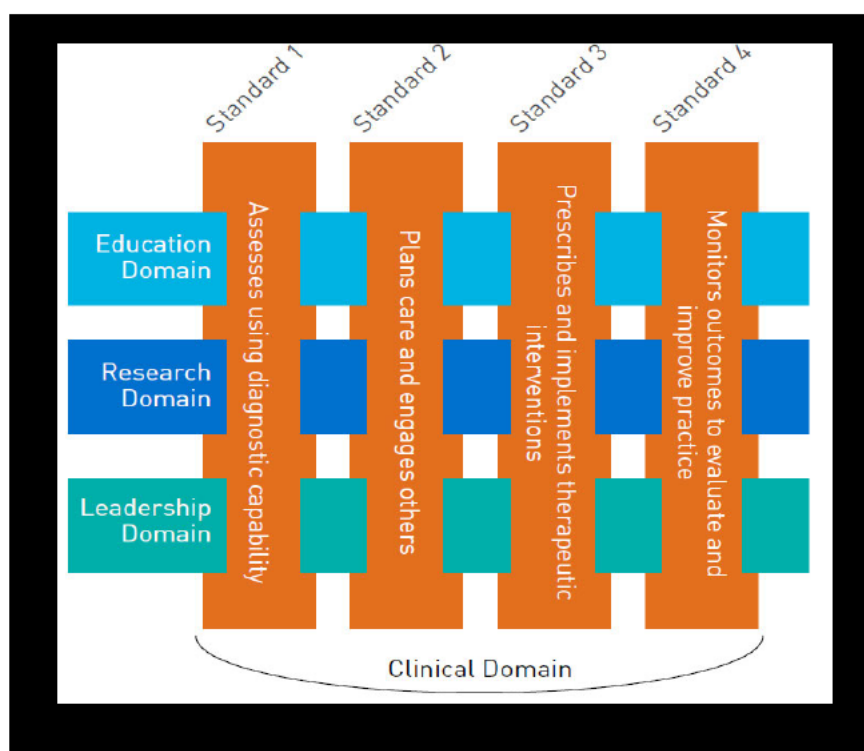 Standard 1
Standard 2
Standard 3
Standard 4
Education
Domain
Research
Domain
Leadership
Domain
Assesses using diagnostic capability
Plans care and engages others
Prescribes and implements therapeutic
interventions
Monitors outcomes to evaluate and
improve practice
Clinical Domain